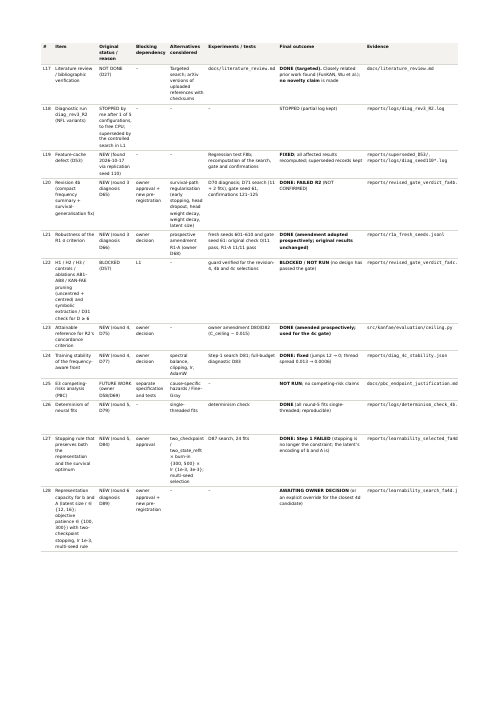 # Item Original status / reason Blocking dependency Alternatives considered Experiments / tests Final outcome Evidence
L17 Literature review / bibliographic verification NOT DONE (D27) – Targeted search; arXiv versions of uploaded references with checksums docs/literature_review.md DONE (targeted). Closely related prior work found (FunKAN, Wu et al.); no novelty claim is made docs/literature_review.md
L18 Diagnostic run diag_rev3_R2 (NFL variants) STOPPED by me after 1 of 5 configurations, to free CPU; superseded by the controlled search in L1 – – – STOPPED (partial log kept) reports/logs/diag_rev3_R2.log
L19 Feature-cache defect (D53) NEW (found 2026-10-17 via replication seed 110) – – Regression test F8b; recomputation of the search, gate and confirmations FIXED; all affected results recomputed; superseded records kept reports/superseded_D53/, reports/logs/diag_seed110*.log
L20 Revision 4b (compact frequency summary + survival-generalisation fix) NEW (round 3 diagnosis D65) owner approval + new pre-registration survival-path regularisation (early stopping, head dropout, head weight decay, weight decay, latent size) D70 diagnosis, D71 search (11 + 2 fits), gate seed 61, confirmations 121–125 DONE: FAILED R2 (NOT CONFIRMED) reports/revised_gate_verdict_fa4b.
L21 Robustness of the R1 criterion NEW (round 3 diagnosis D66) owner decision prospective amendment R1-A (owner D68) fresh seeds 601–610 and gate seed 61: original check 0/11 pass, R1-A 11/11 pass DONE (amendment adopted prospectively; original results unchanged) reports/r1a_fresh_seeds.json
L22 H1 / H2 / H3 / controls / ablations AB1–AB8 / KAN-FAE pruning (uncentred + centred) and symbolic extraction / D31 check for D ≥ 6 BLOCKED (D57) L1 – guard verified for the revision-4, 4b and 4c selections BLOCKED / NOT RUN (no design has passed the gate) reports/revised_gate_verdict_fa4c.
L23 Attainable reference for R2's concordance criterion NEW (round 4, D75) owner decision – owner amendment D80/D82 (C_ceiling − 0.015) DONE (amended prospectively; used for the 4c gate) src/kanfae/evaluation/ceiling.py
L24 Training stability of the frequency-aware front NEW (round 4, D77) owner decision spectral balance, clipping, lr, AdamW Step-1 search D81; full-budget diagnostic D83 DONE: fixed (jumps 12 → 0; thread spread 0.013 → 0.0006) reports/diag_4c_stability.json
L25 E3 competing-risks analysis (PBC) FUTURE WORK (owner D58/D69) separate specification and tests cause-specific hazards / Fine-Gray – NOT RUN; no competing-risk claims docs/pbc_endpoint_justification.md
L26 Determinism of neural fits NEW (round 5, D79) – single-threaded fits determinism check DONE (all round-5 fits single-threaded; reproducible) reports/logs/determinism_check_4b.
L27 Stopping rule that preserves both the representation and the survival optimum NEW (round 5, D84) owner approval two_checkpoint / two_state_refit × burn-in {300, 500} × lr {1e-3, 3e-3}; multi-seed selection D87 search, 24 fits DONE: Step 1 FAILED (stopping is no longer the constraint; the latent's encoding of b and A is)
L28 Representation capacity for b and A (latent size r ∈ {12, 16}; objective patience ∈ {100, 300}) with two-checkpoint stopping, lr 1e-3, multi-seed rule NEW (round 6 diagnosis D89) owner approval + new pre-registration – – AWAITING OWNER DECISION (or an explicit override for the closest 4d candidate)